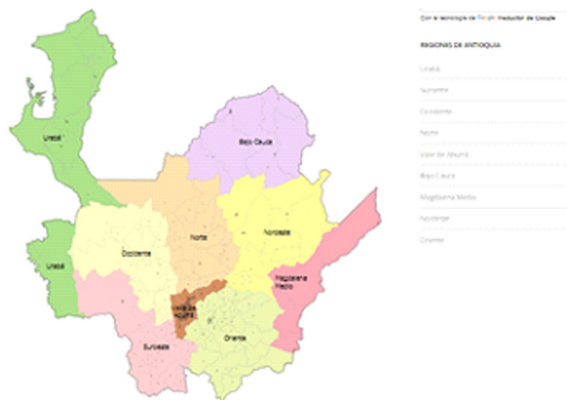 Con la tecnología de Google Traductor de Google
REGIONES DE ANTIOQUIA
Urabá
Suroeste
Occidente
Norte
Valle de Aburrá
Bajo Cauca
Magdalena Medio
Nordeste
Oriente
Urabá
Bajo Cauca
Norte
Noroeste
Occidente
Urabá
Magdalena
Medio
Suroeste
Oriente